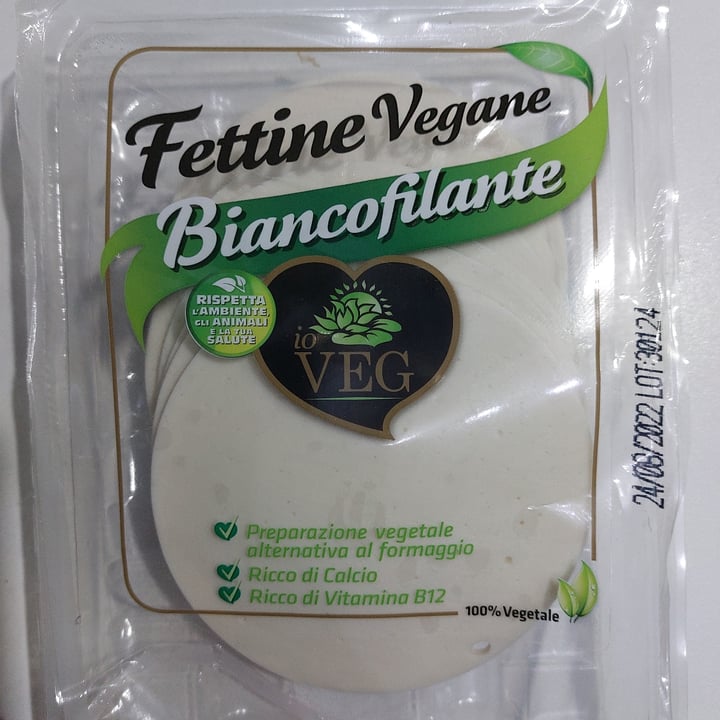 Fettine Vegane
Biancofilante
RISPETTA
L'AMBIENTE,
GLI ANIMALI
E LA TUA
SALUTE
io
VEG
24/08/2022 LOT:30124
Preparazione vegetale
alternativa al formaggio
Ricco di Calcio
Ricco di Vitamina B12
100% Vegetale